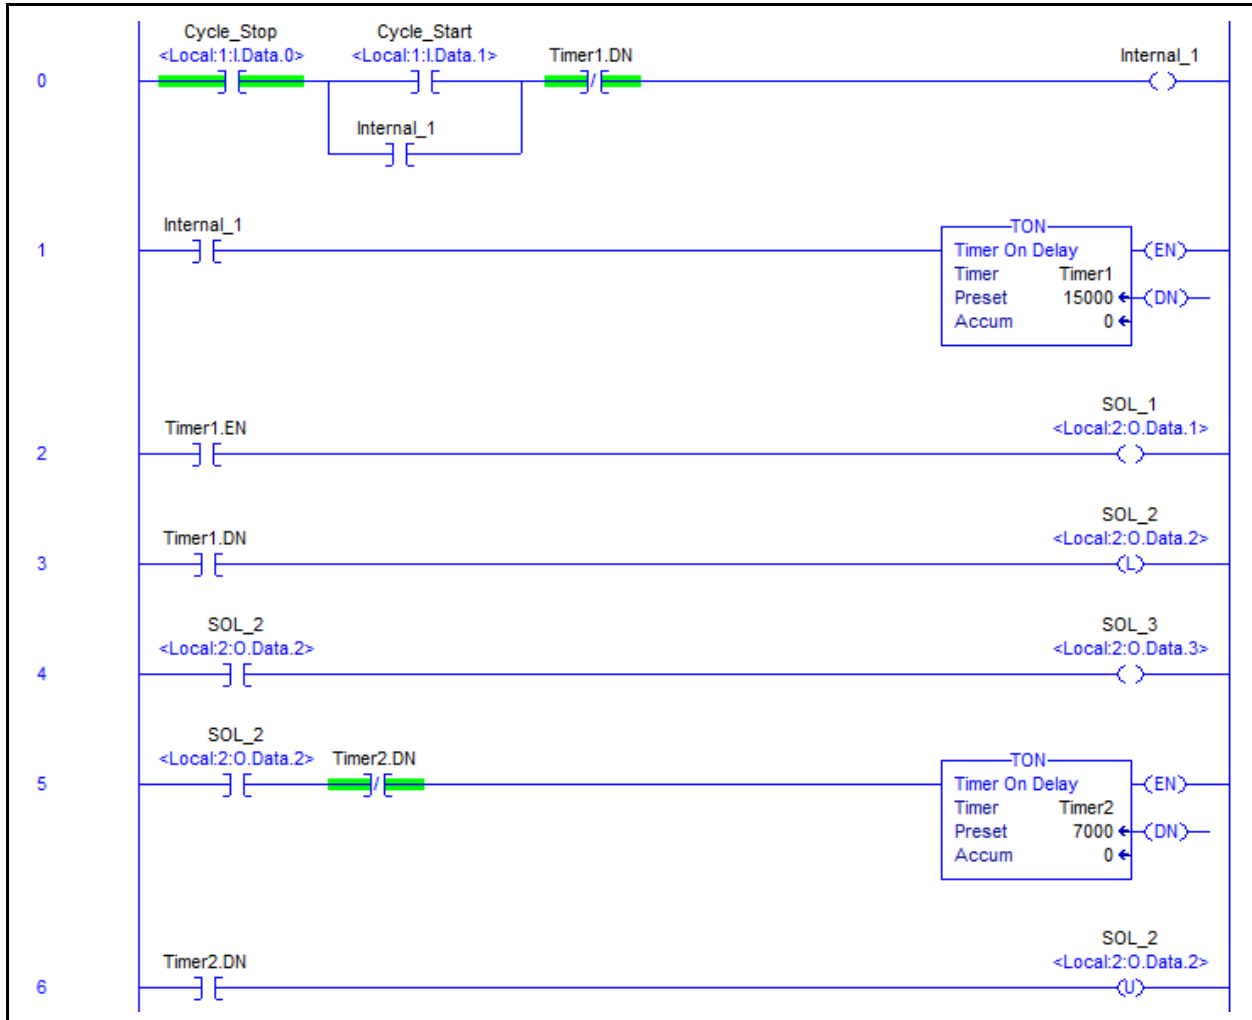 Cycle_Stop Cycle_Start
<Local:1:I.Data.0> <Local:1:I.Data.1> Timer1.DN Internal_1
0
Internal_1
Internal_1
TON
1 Timer On Delay EN
Timer Timer1
Preset 15000 DN
Accum 0
SOL_1
Timer1.EN <Local:2:O.Data.1>
2
SOL_2
Timer1.DN <Local:2:O.Data.2>
3 L
SOL_2 SOL_3
<Local:2:O.Data.2> <Local:2:O.Data.3>
4
SOL_2
<Local:2:O.Data.2> Timer2.DN TON
5 Timer On Delay EN
Timer Timer2
Preset 7000 DN
Accum 0
SOL_2
Timer2.DN <Local:2:O.Data.2>
6 U